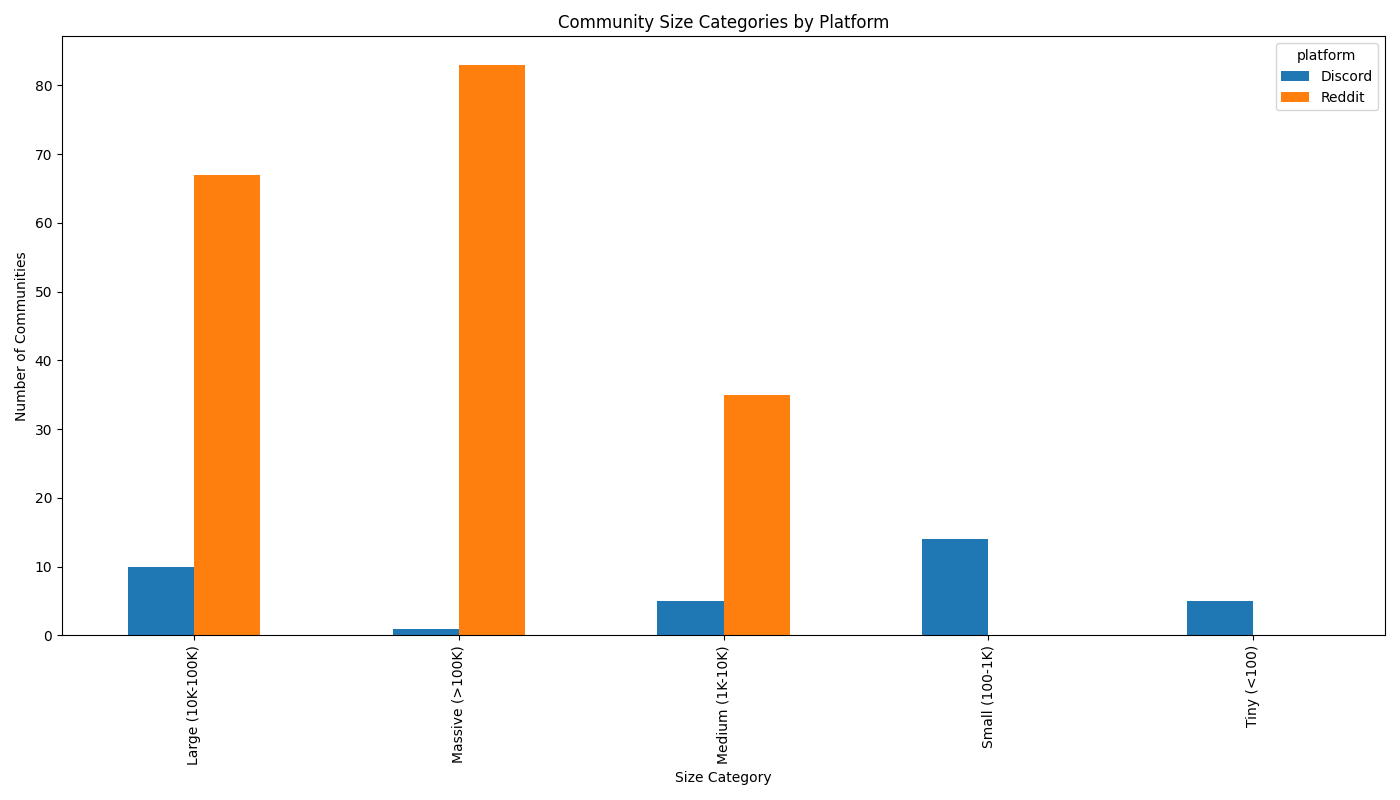 Community Size Categories by Platform
platform
Discord
Reddit
Number of Communities
80
70
60
50
40
30
20
10
0
Large (10K-100K)
Massive (>100K)
Medium (1K-10K)
Small (100-1K)
Tiny (<100)
Size Category